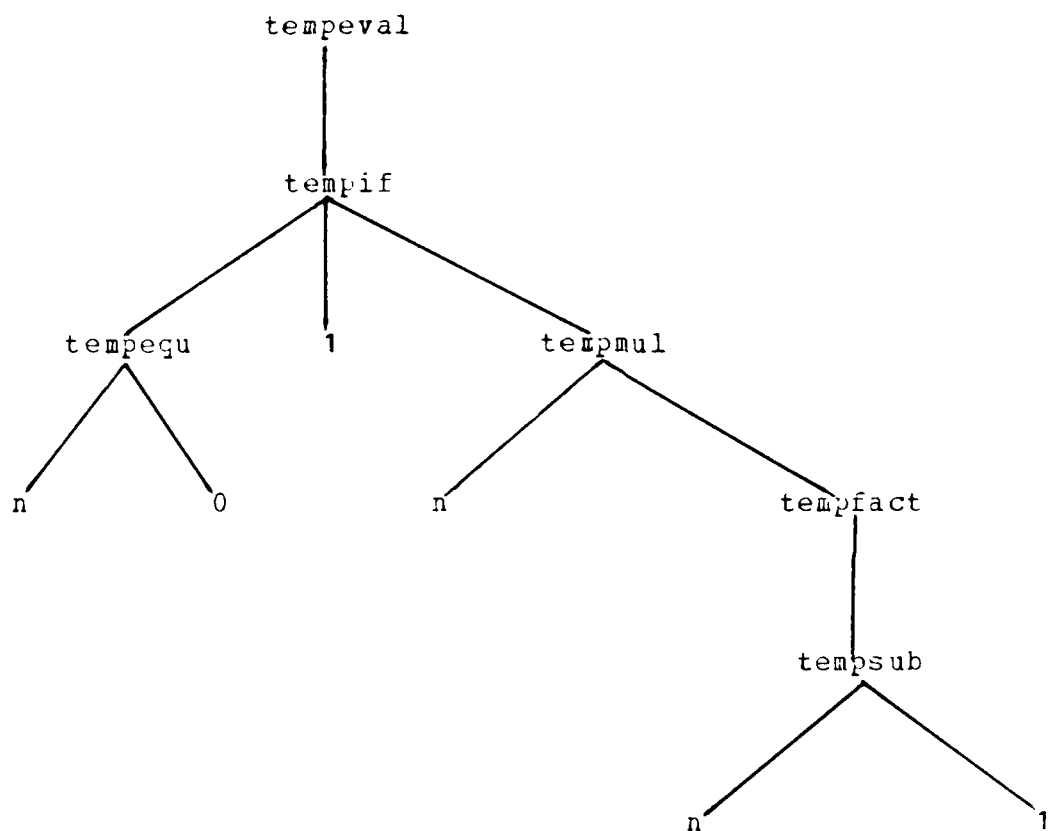 tempeval
tempif
tempequ 1 tempmul
n 0 n tempfact
tempsub
n 1